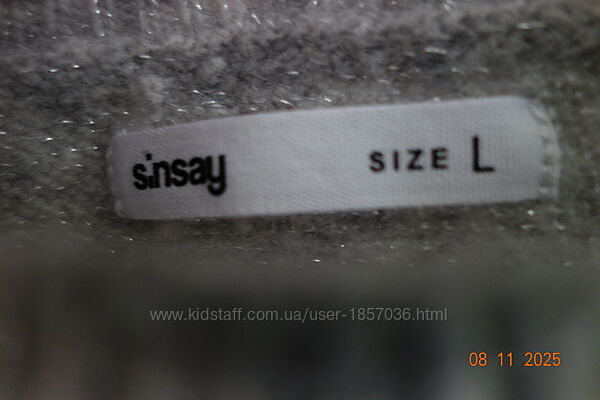 sinsay SIZE L
www.kidstaff.com.ua/user-1857036.html
08 11 2025